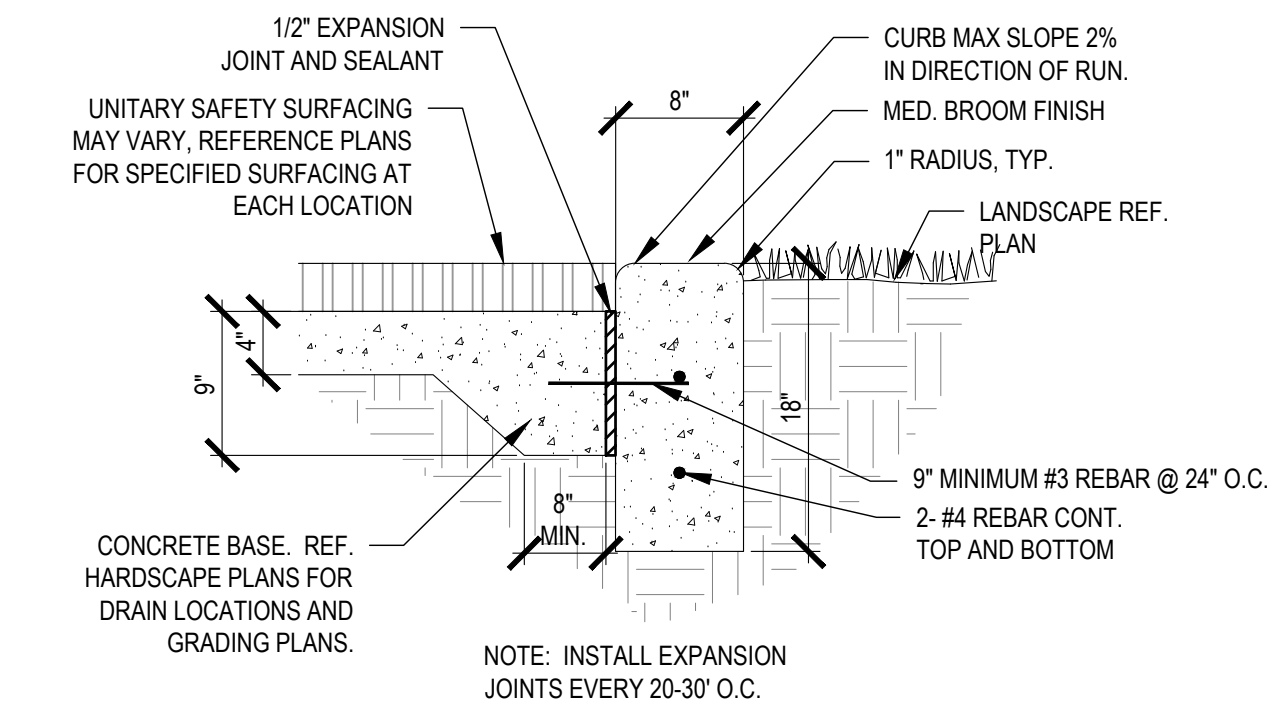 1/2" EXPANSION
JOINT AND SEALANT
UNITARY SAFETY SURFACING
MAY VARY, REFERENCE PLANS
FOR SPECIFIED SURFACING AT
EACH LOCATION
8"
CURB MAX SLOPE 2%
IN DIRECTION OF RUN.
MED. BROOM FINISH
1" RADIUS, TYP.
LANDSCAPE REF.
PLAN
4"
9"
18"
8"
MIN.
9" MINIMUM #3 REBAR @ 24" O.C.
2- #4 REBAR CONT.
TOP AND BOTTOM
CONCRETE BASE. REF.
HARDSCAPE PLANS FOR
DRAIN LOCATIONS AND
GRADING PLANS.
NOTE: INSTALL EXPANSION
JOINTS EVERY 20-30' O.C.